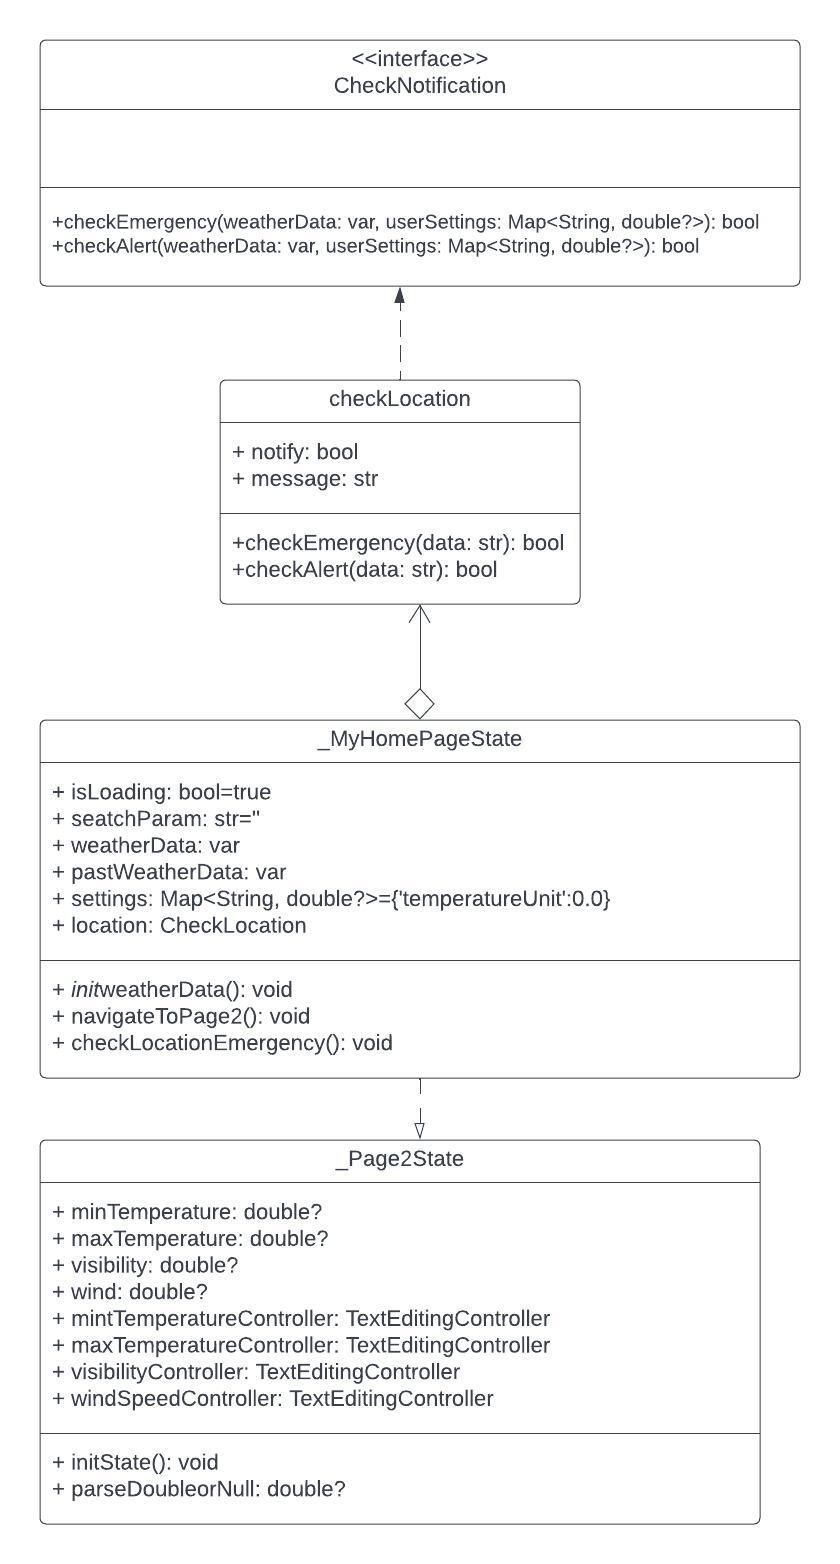 <<interface>>
CheckNotification
+checkEmergency(weatherData: var, userSettings: Map<String, double?>): bool
+checkAlert(weatherData: var, userSettings: Map<String, double?>): bool
checkLocation
+ notify: bool
+ message: str
+checkEmergency(data: str): bool
+checkAlert(data: str): bool
_MyHomePageState
+ isLoading: bool=true
+ seatchParam: str=''
+ weatherData: var
+ pastWeatherData: var
+ settings: Map<String, double?>={'temperatureUnit':0.0}
+ location: CheckLocation
+ initweatherData(): void
+ navigateToPage2(): void
+ checkLocationEmergency(): void
_Page2State
+ minTemperature: double?
+ maxTemperature: double?
+ visibility: double?
+ wind: double?
+ mintTemperatureController: TextEditingController
+ maxTemperatureController: TextEditingController
+ visibilityController: TextEditingController
+ windSpeedController: TextEditingController
+ initState(): void
+ parseDoubleorNull: double?